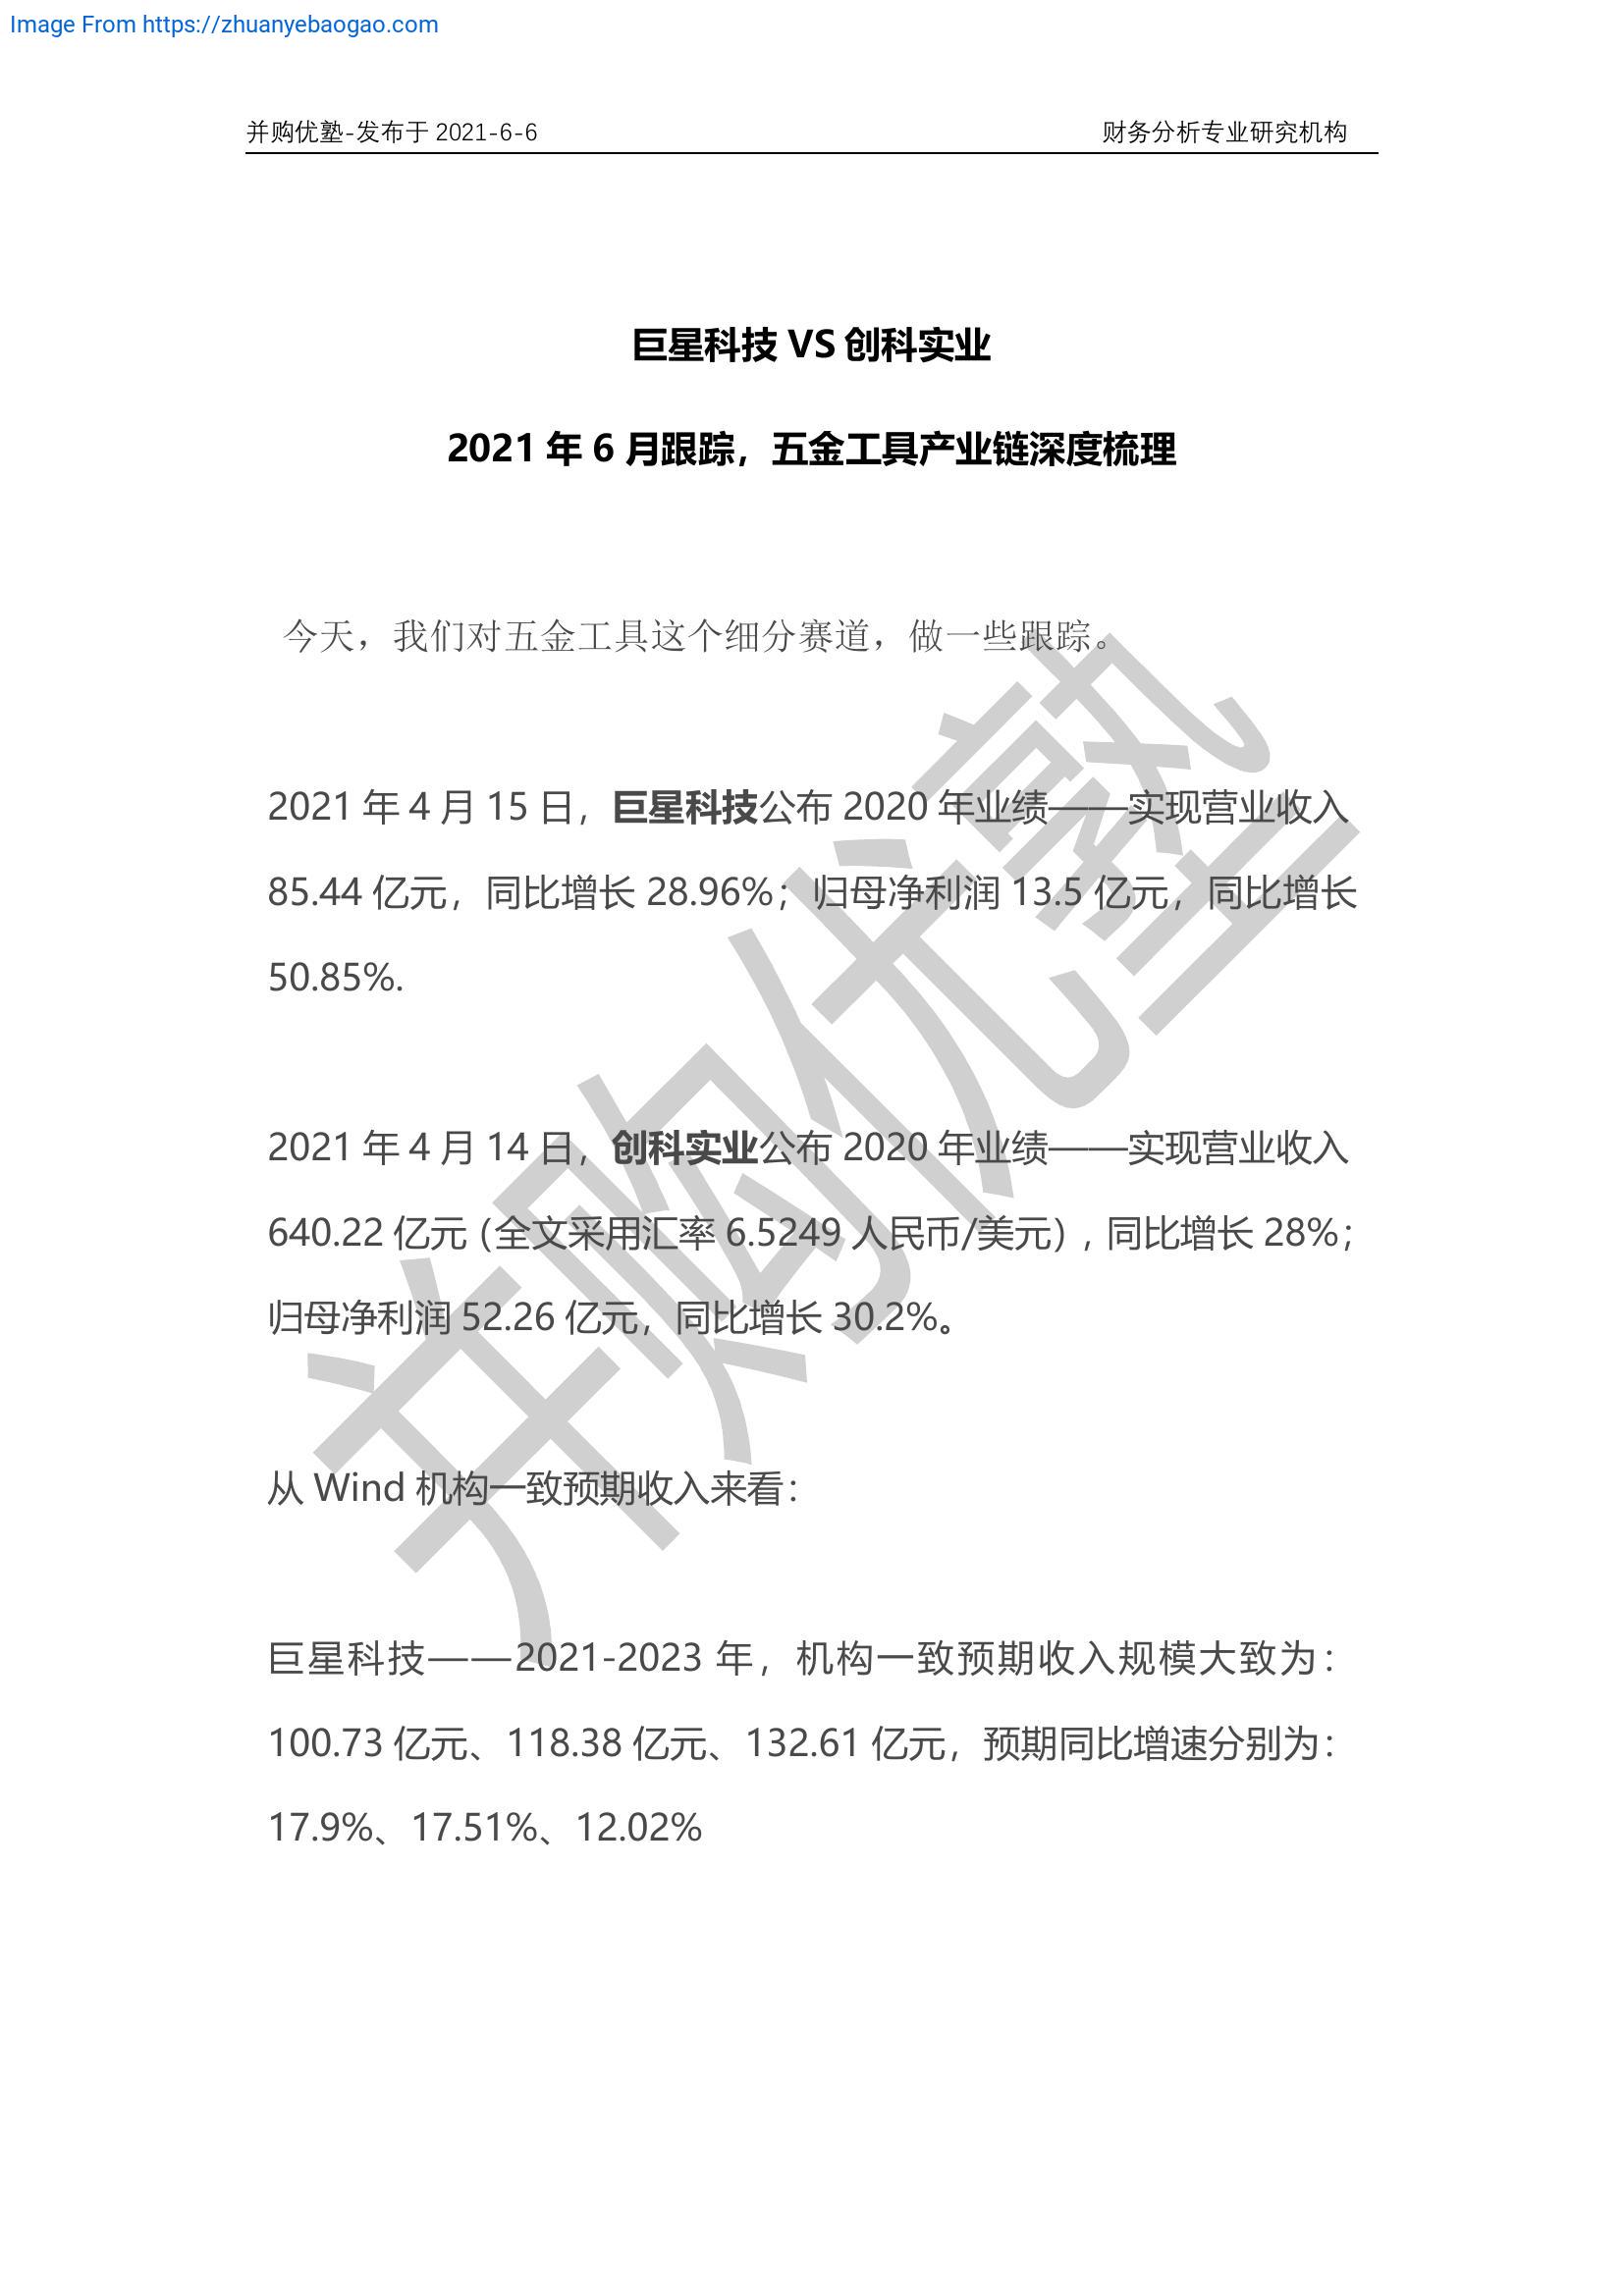 Image From https://zhuanyebaogao.com
并购优塾-发布于 2021-6-6 财务分析专业研究机构
巨星科技 VS 创科实业
2021 年 6 月跟踪，五金工具产业链深度梳理
今天，我们对五金工具这个细分赛道，做一些跟踪。
2021 年 4 月 15 日，巨星科技公布 2020 年业绩——实现营业收入
85.44 亿元，同比增长 28.96%；归母净利润 13.5 亿元，同比增长
50.85%.
2021 年 4 月 14 日，创科实业公布 2020 年业绩——实现营业收入
640.22 亿元（全文采用汇率 6.5249 人民币/美元），同比增长 28%；
归母净利润 52.26 亿元，同比增长 30.2%。
从 Wind 机构一致预期收入来看：
巨星科技——2021-2023 年，机构一致预期收入规模大致为：
100.73 亿元、118.38 亿元、132.61 亿元，预期同比增速分别为：
17.9%、17.51%、12.02%
并购优塾